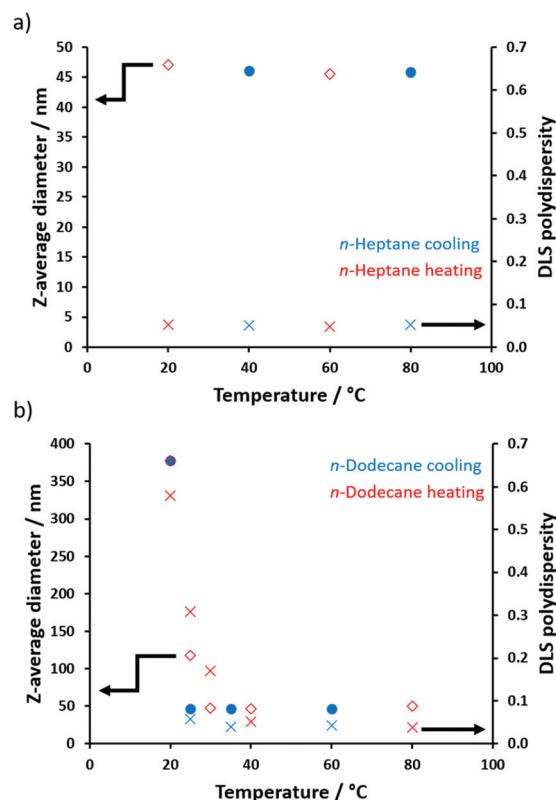 a)
50
45
40
35
30
25
20
15
10
5
0
Z-average diameter / nm
0.7
0.6
0.5
0.4
0.3
0.2
0.1
0.0
DLS polydispersity
n-Heptane cooling
n-Heptane heating
0 20 40 60 80 100
Temperature / °C
b)
400
350
300
250
200
150
100
50
0
Z-average diameter / nm
0.7
0.6
0.5
0.4
0.3
0.2
0.1
0.0
DLS polydispersity
n-Dodecane cooling
n-Dodecane heating
0 20 40 60 80 100
Temperature / °C